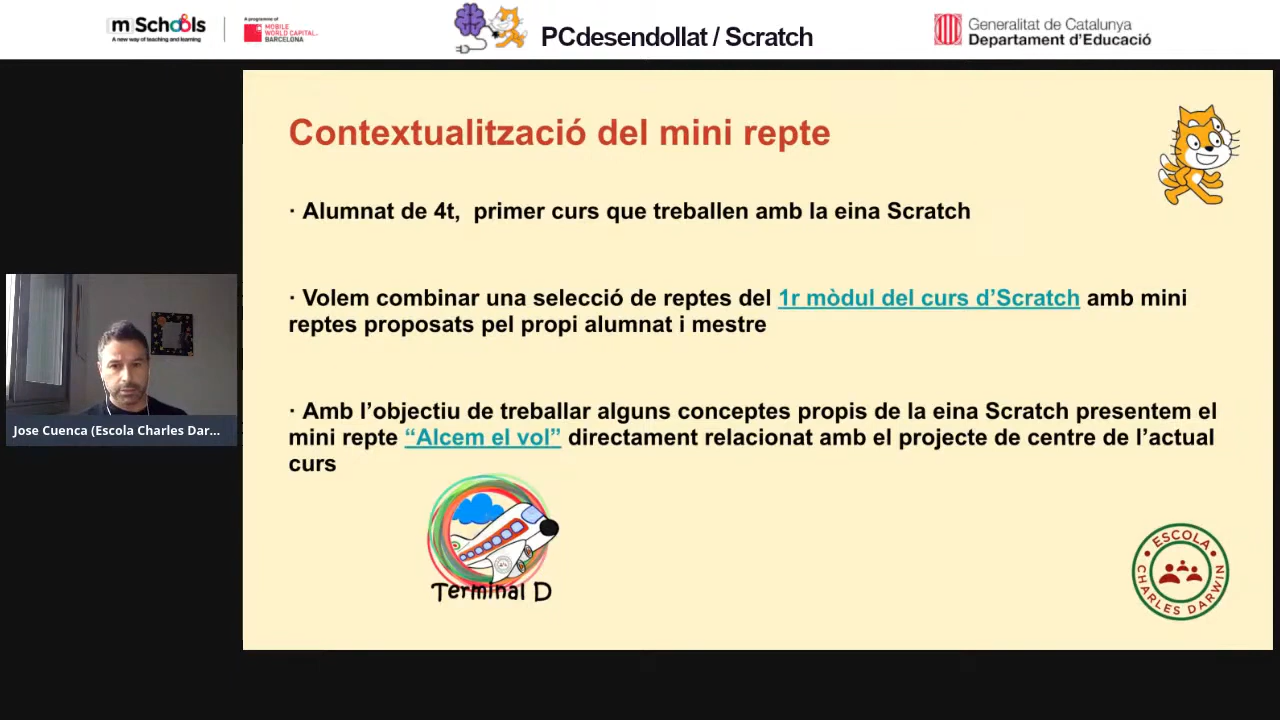 mSchools
A new way of teaching and learning
A programme of
MOBILE
WORLD CAPITAL
BARCELONA
PCdesendollat / Scratch
Generalitat de Catalunya
Departament d'Educació
Contextualització del mini repte
· Alumnat de 4t, primer curs que treballen amb la eina Scratch
· Volem combinar una selecció de reptes del 1r mòdul del curs d'Scratch amb mini
reptes proposats pel propi alumnat i mestre
· Amb l'objectiu de treballar alguns conceptes propis de la eina Scratch presentem el
mini repte “Alcem el vol” directament relacionat amb el projecte de centre de l'actual
curs
Jose Cuenca (Escola Charles Dar...
Terminal D
ESCOLA
CHARLES DARWIN